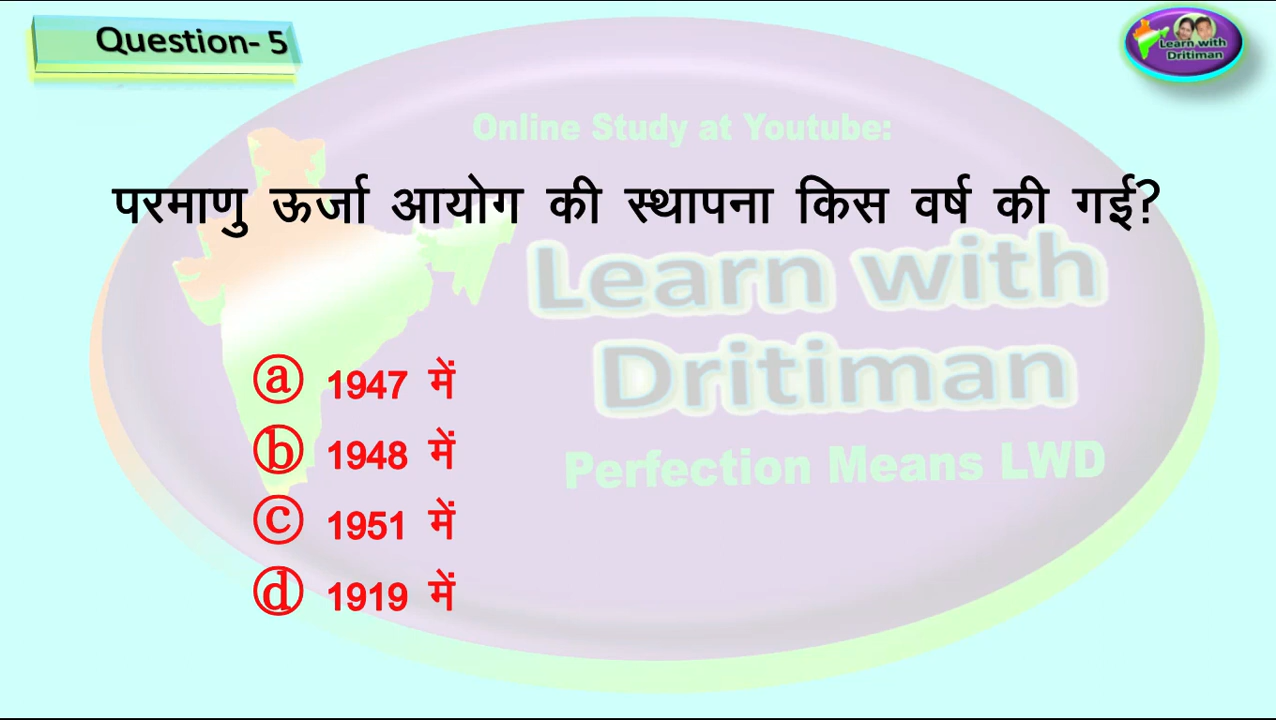 Question- 5
Learn with
Dritiman
Online Study at Youtube:
परमाणु ऊर्जा आयोग की स्थापना किस वर्ष की गई?
Learn with
Dritiman
Perfection Means LWD
ⓐ 1947 में
ⓑ 1948 में
ⓒ 1951 में
ⓓ 1919 में